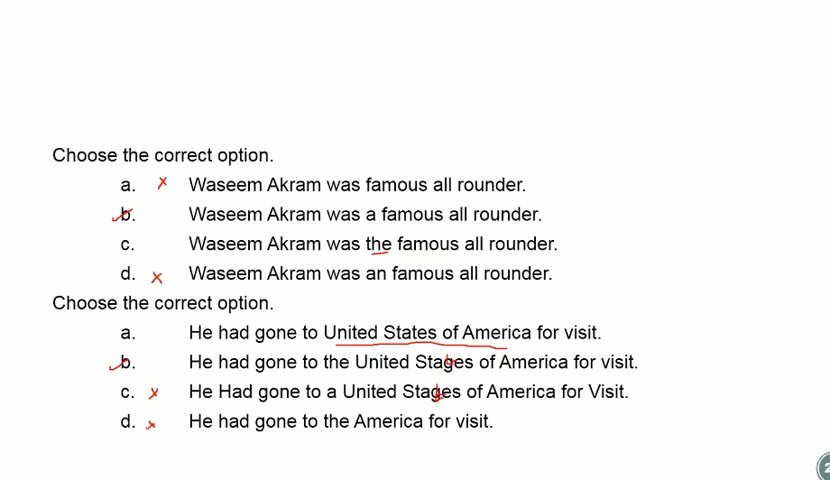 Choose the correct option.
a. x Waseem Akram was famous all rounder.
b. Waseem Akram was a famous all rounder.
c. Waseem Akram was the famous all rounder.
d. x Waseem Akram was an famous all rounder.
Choose the correct option.
a. He had gone to United States of America for visit.
b. He had gone to the United Stages of America for visit.
c. x He Had gone to a United Stages of America for Visit.
d. x He had gone to the America for visit.
2